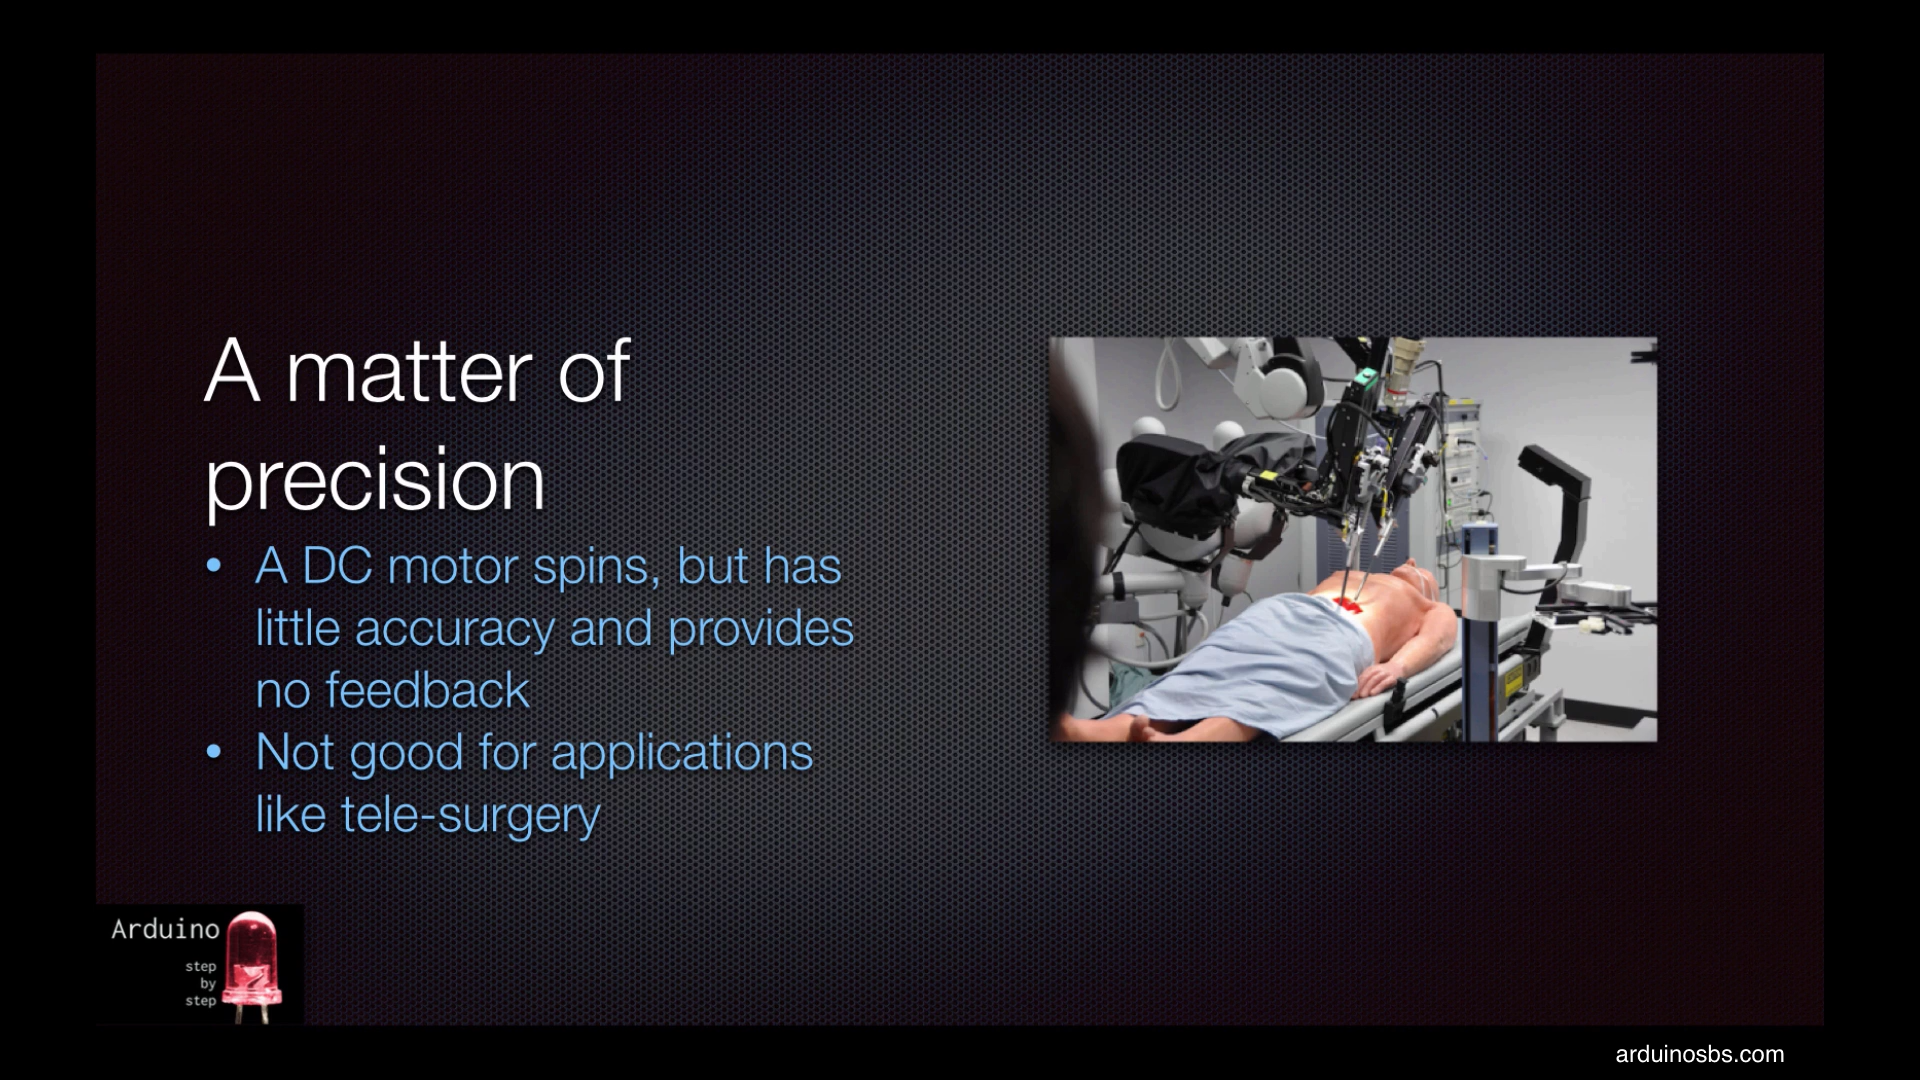 A matter of
precision
• A DC motor spins, but has
little accuracy and provides
no feedback
• Not good for applications
like tele-surgery
Arduino
step
by
step
arduinosbs.com